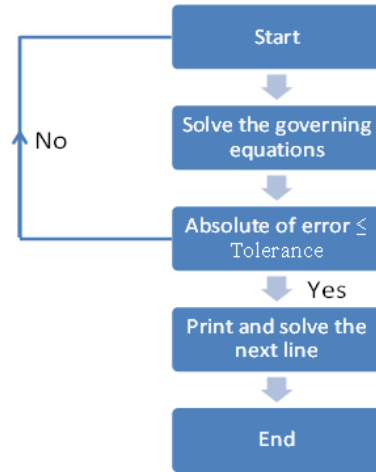 Start
No
Solve the governing
equations
Absolute of error ≤
Tolerance
Yes
Print and solve the
next line
End